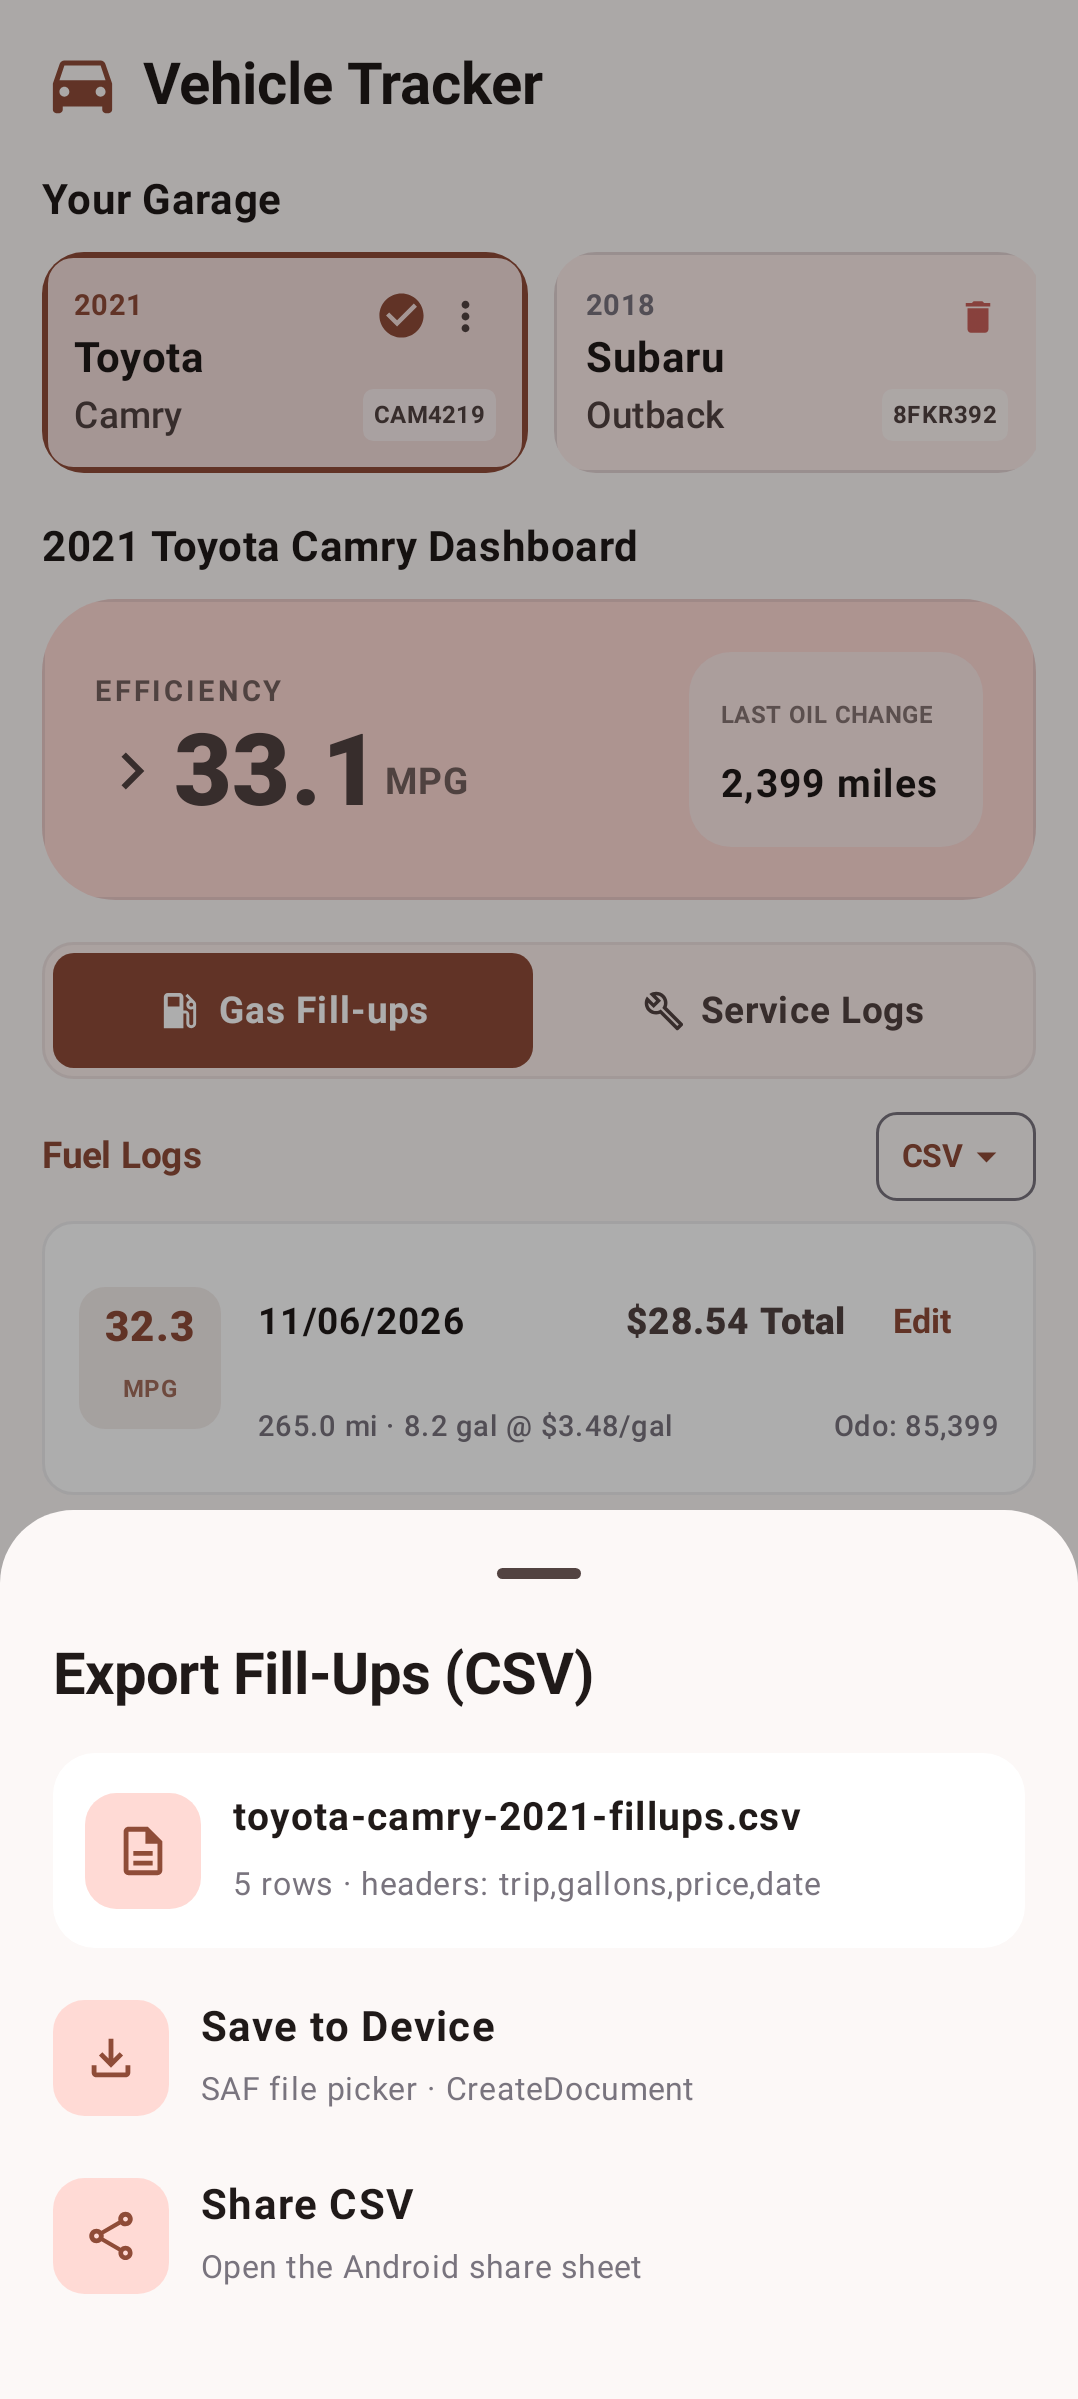 Vehicle Tracker
Your Garage
2021
Toyota
Camry
CAM4219
2018
Subaru
Outback
8FKR392
2021 Toyota Camry Dashboard
EFFICIENCY
33.1 MPG
LAST OIL CHANGE
2,399 miles
Gas Fill-ups
Service Logs
Fuel Logs
CSV
32.3
MPG
11/06/2026
$28.54 Total
Edit
265.0 mi · 8.2 gal @ $3.48/gal
Odo: 85,399
Export Fill-Ups (CSV)
toyota-camry-2021-fillups.csv
5 rows · headers: trip,gallons,price,date
Save to Device
SAF file picker · CreateDocument
Share CSV
Open the Android share sheet